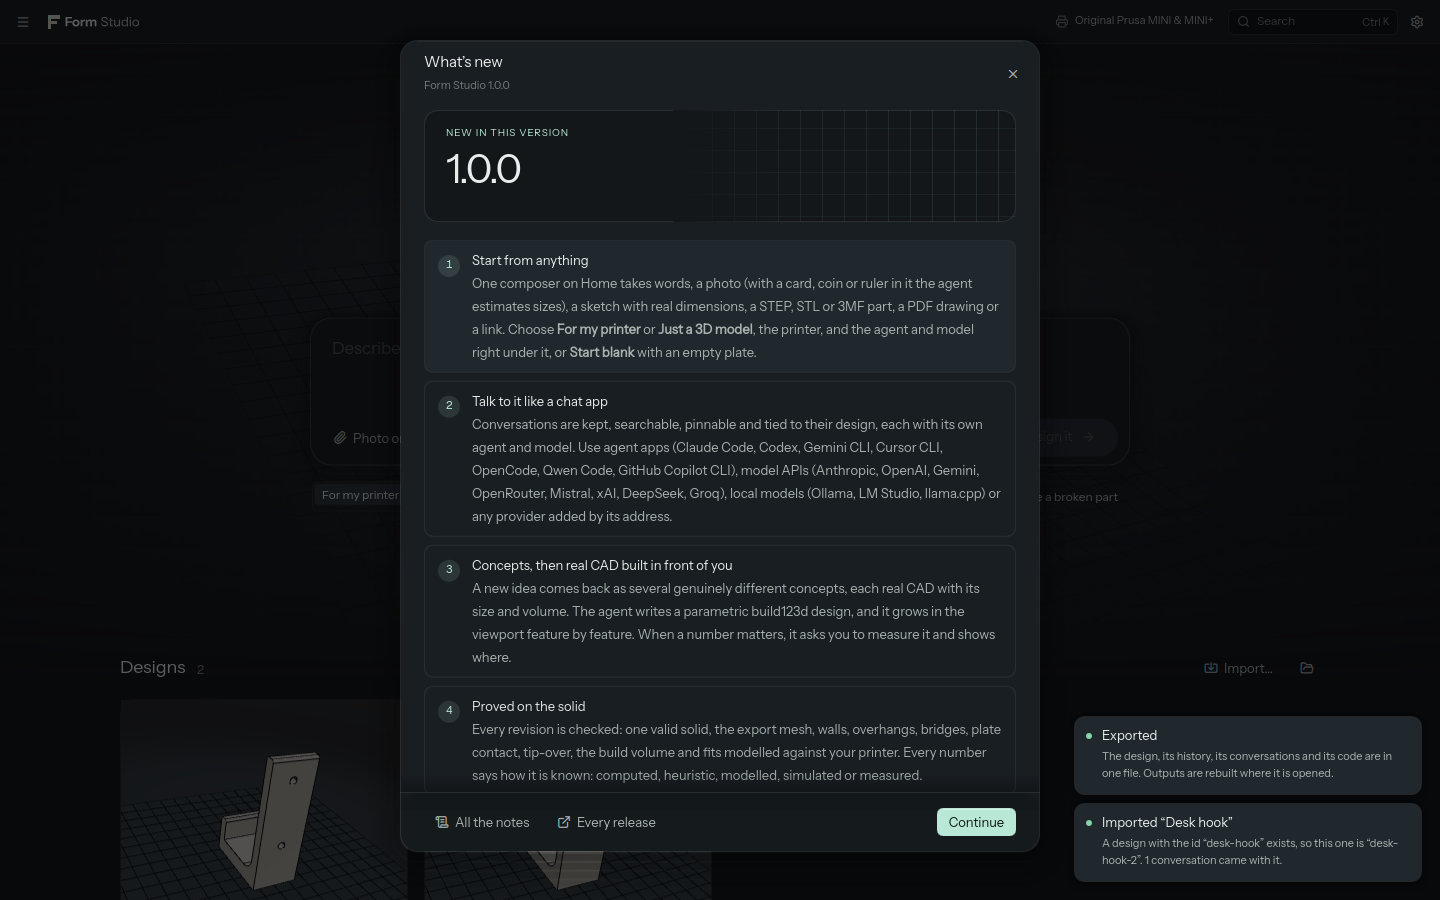 Form Studio
Original Prusa MINI & MINI+
Search
Ctrl K
What's new
Form Studio 1.0.0
NEW IN THIS VERSION
1.0.0
1
Start from anything
One composer on Home takes words, a photo (with a card, coin or ruler in it the agent
estimates sizes), a sketch with real dimensions, a STEP, STL or 3MF part, a PDF drawing or
a link. Choose For my printer or Just a 3D model, the printer, and the agent and model
right under it, or Start blank with an empty plate.
2
Talk to it like a chat app
Conversations are kept, searchable, pinnable and tied to their design, each with its own
agent and model. Use agent apps (Claude Code, Codex, Gemini CLI, Cursor CLI,
OpenCode, Qwen Code, GitHub Copilot CLI), model APIs (Anthropic, OpenAI, Gemini,
OpenRouter, Mistral, xAI, DeepSeek, Groq), local models (Ollama, LM Studio, llama.cpp) or
any provider added by its address.
3
Concepts, then real CAD built in front of you
A new idea comes back as several genuinely different concepts, each real CAD with its
size and volume. The agent writes a parametric build123d design, and it grows in the
viewport feature by feature. When a number matters, it asks you to measure it and shows
where.
4
Proved on the solid
Every revision is checked: one valid solid, the export mesh, walls, overhangs, bridges, plate
contact, tip-over, the build volume and fits modelled against your printer. Every number
says how it is known: computed, heuristic, modelled, simulated or measured.
All the notes
Every release
Continue
Describe
Photo o
For my printer
ign it
e a broken part
Designs 2
Import...
Exported
The design, its history, its conversations and its code are in
one file. Outputs are rebuilt where it is opened.
Imported “Desk hook”
A design with the id “desk-hook” exists, so this one is “desk-
hook-2”. 1 conversation came with it.